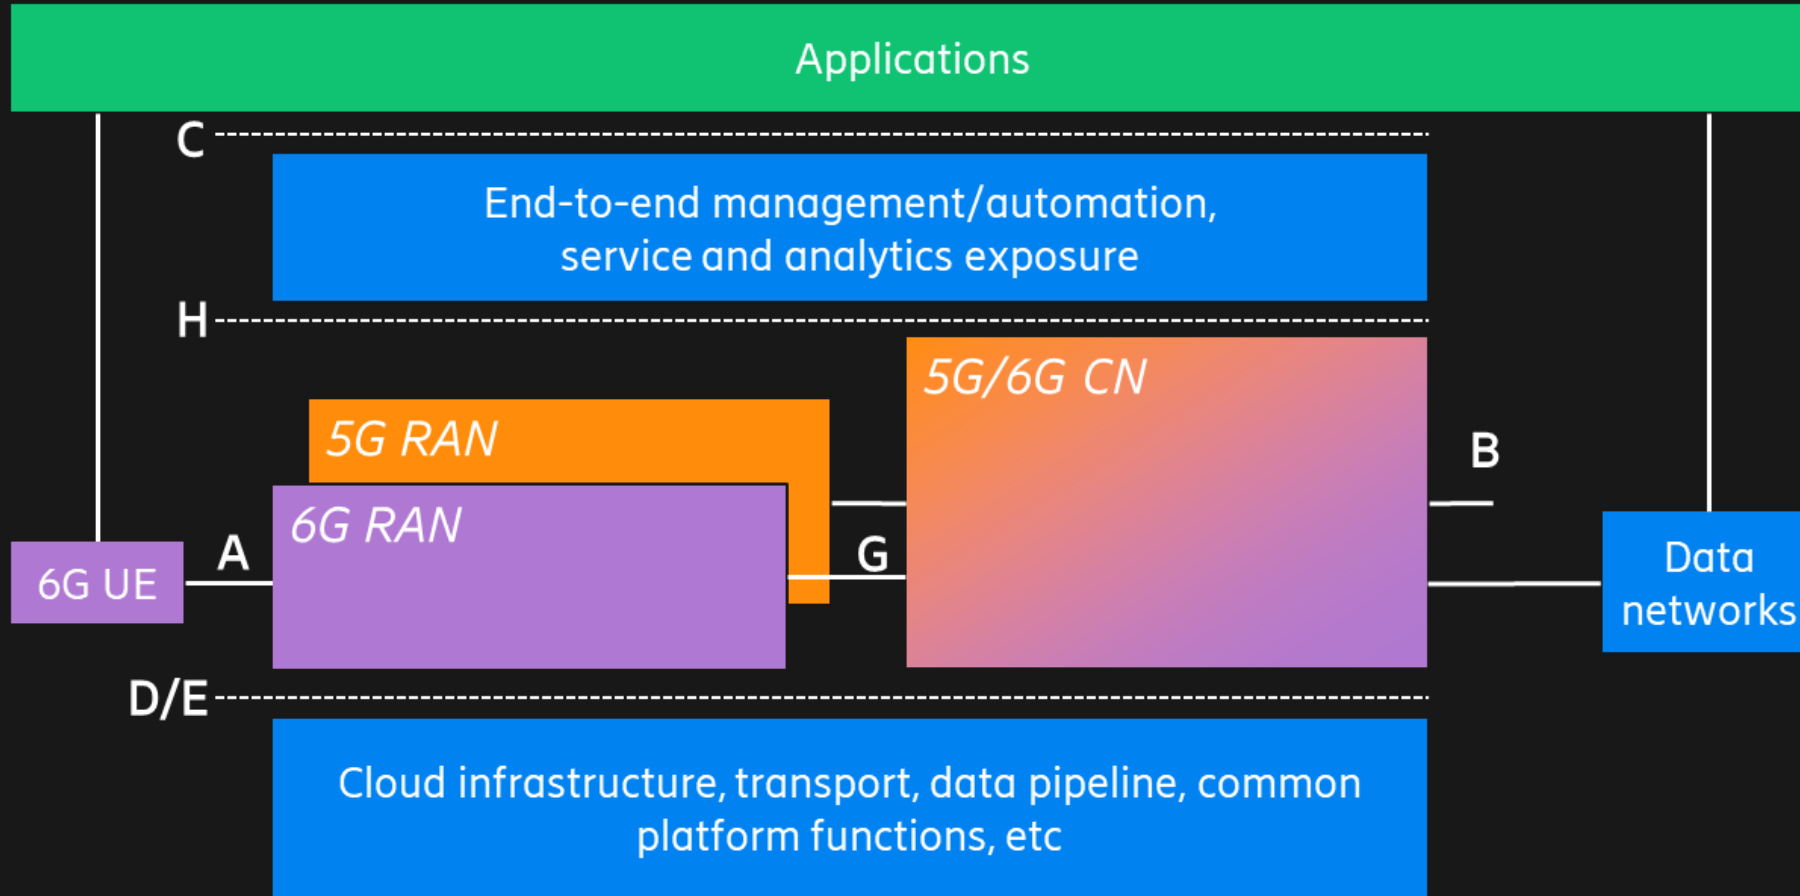 Applications
C
End-to-end management/automation,
service and analytics exposure
H
5G/6G CN
5G RAN
B
6G RAN
A
G
6G UE
Data
networks
D/E
Cloud infrastructure, transport, data pipeline, common
platform functions, etc